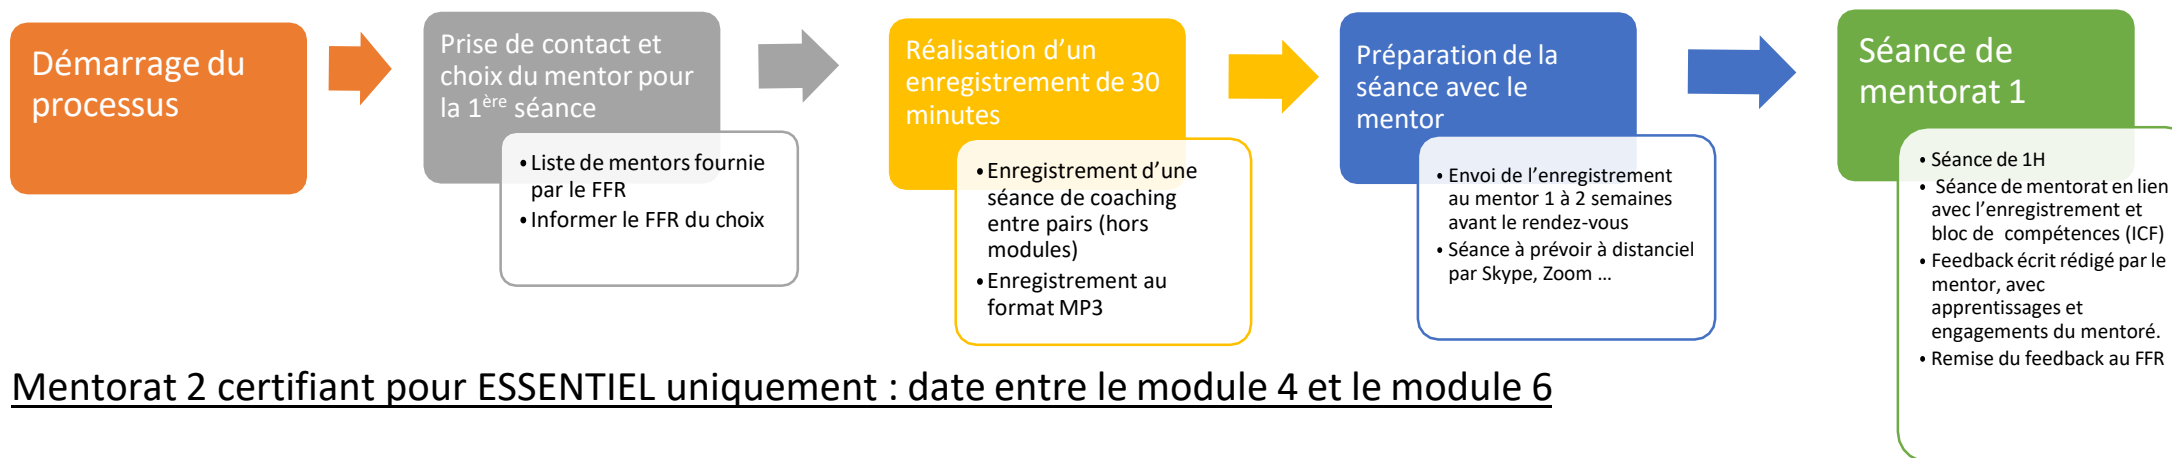 Démarrage du
processus
Prise de contact et
choix du mentor pour
la 1ère séance
• Liste de mentors fournie
par le FFR
• Informer le FFR du choix
Réalisation d’un
enregistrement de 30
minutes
• Enregistrement d’une
séance de coaching
entre pairs (hors
modules)
• Enregistrement au
format MP3
Préparation de la
séance avec le
mentor
• Envoi de l’enregistrement
au mentor 1 à 2 semaines
avant le rendez-vous
• Séance à prévoir à distanciel
par Skype, Zoom …
Séance de
mentorat 1
• Séance de 1H
• Séance de mentorat en lien
avec l’enregistrement et
bloc de compétences (ICF)
• Feedback écrit rédigé par le
mentor, avec
apprentissages et
engagements du mentoré.
• Remise du feedback au FFR
Mentorat 2 certifiant pour ESSENTIEL uniquement : date entre le module 4 et le module 6